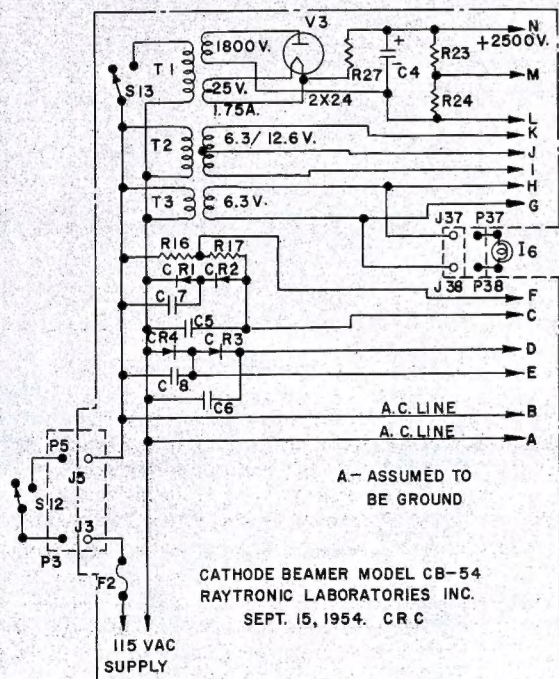 V3
N
+2500V.
1800V.
+
T1
R27
C4
R23
M
S13
25V.
1.75A.
2X24
R24
L
6.3/12.6V.
K
T2
J
I
H
T3
6.3V.
G
J37
P37
I6
R16
R17
J38
P38
CR1
CR2
F
C7
C5
C
CR4
CR3
D
C8
E
C6
A.C. LINE
B
A.C. LINE
A
P5
J5
A.- ASSUMED TO
BE GROUND
S12
J3
P3
F2
CATHODE BEAMER MODEL CB-54
RAYTRONIC LABORATORIES INC.
SEPT. 15, 1954. CRC
115 VAC
SUPPLY